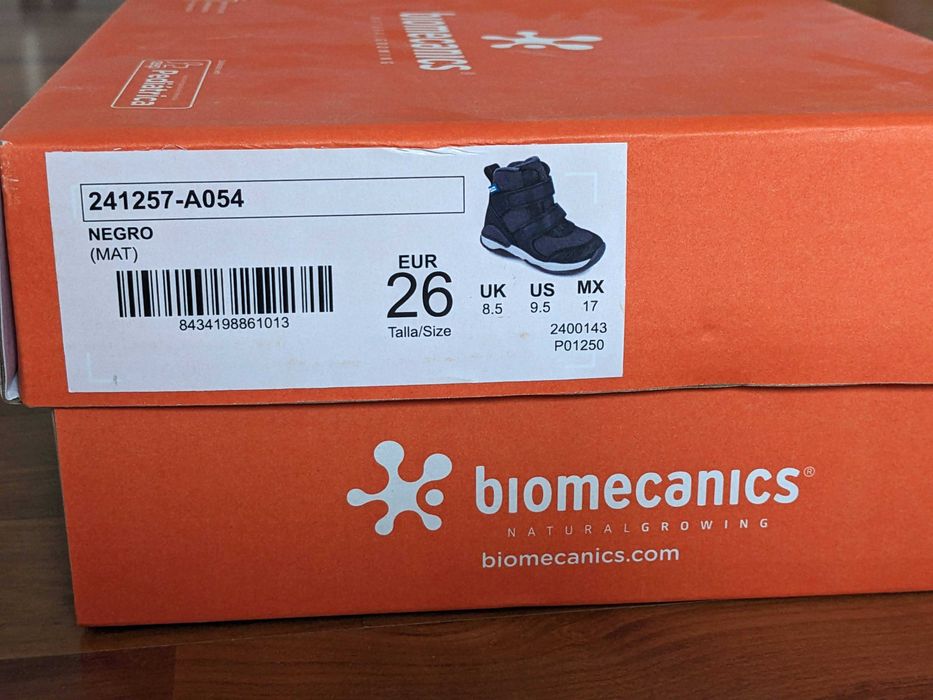 biomecanics
Pediatrica
241257-A054
NEGRO
(MAT)
8434198861013
EUR
26
Talla/Size
UK US MX
8.5 9.5 17
2400143
P01250
biomecanics®
NATURALGROWING
biomecanics.com